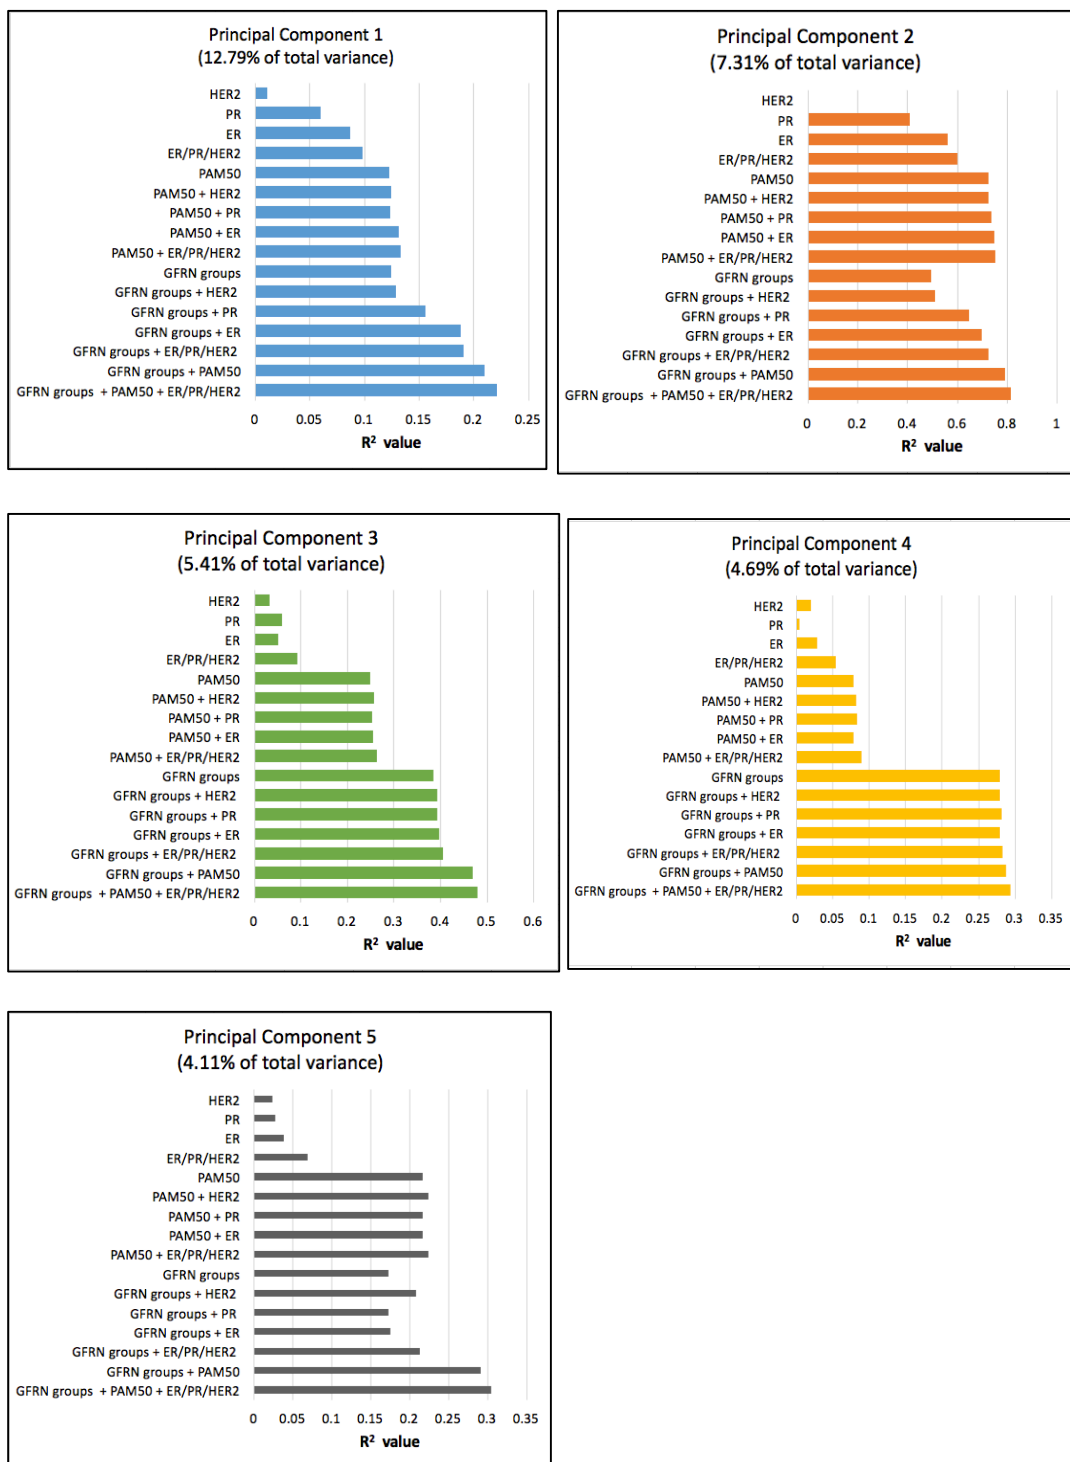 Principal Component 1
(12.79% of total variance)
HER2
PR
ER
ER/PR/HER2
PAM50
PAM50 + HER2
PAM50 + PR
PAM50 + ER
PAM50 + ER/PR/HER2
GFRN groups
GFRN groups + HER2
GFRN groups + PR
GFRN groups + ER
GFRN groups + ER/PR/HER2
GFRN groups + PAM50
GFRN groups + PAM50 + ER/PR/HER2
0 0.05 0.1 0.15 0.2 0.25
R² value
Principal Component 2
(7.31% of total variance)
HER2
PR
ER
ER/PR/HER2
PAM50
PAM50 + HER2
PAM50 + PR
PAM50 + ER
PAM50 + ER/PR/HER2
GFRN groups
GFRN groups + HER2
GFRN groups + PR
GFRN groups + ER
GFRN groups + ER/PR/HER2
GFRN groups + PAM50
GFRN groups + PAM50 + ER/PR/HER2
0 0.2 0.4 0.6 0.8 1
R² value
Principal Component 3
(5.41% of total variance)
HER2
PR
ER
ER/PR/HER2
PAM50
PAM50 + HER2
PAM50 + PR
PAM50 + ER
PAM50 + ER/PR/HER2
GFRN groups
GFRN groups + HER2
GFRN groups + PR
GFRN groups + ER
GFRN groups + ER/PR/HER2
GFRN groups + PAM50
GFRN groups + PAM50 + ER/PR/HER2
0 0.1 0.2 0.3 0.4 0.5 0.6
R² value
Principal Component 4
(4.69% of total variance)
HER2
PR
ER
ER/PR/HER2
PAM50
PAM50 + HER2
PAM50 + PR
PAM50 + ER
PAM50 + ER/PR/HER2
GFRN groups
GFRN groups + HER2
GFRN groups + PR
GFRN groups + ER
GFRN groups + ER/PR/HER2
GFRN groups + PAM50
GFRN groups + PAM50 + ER/PR/HER2
0 0.05 0.1 0.15 0.2 0.25 0.3 0.35
R² value
Principal Component 5
(4.11% of total variance)
HER2
PR
ER
ER/PR/HER2
PAM50
PAM50 + HER2
PAM50 + PR
PAM50 + ER
PAM50 + ER/PR/HER2
GFRN groups
GFRN groups + HER2
GFRN groups + PR
GFRN groups + ER
GFRN groups + ER/PR/HER2
GFRN groups + PAM50
GFRN groups + PAM50 + ER/PR/HER2
0 0.05 0.1 0.15 0.2 0.25 0.3 0.35
R² value